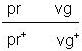 pr vg
pr⁺ vg⁺